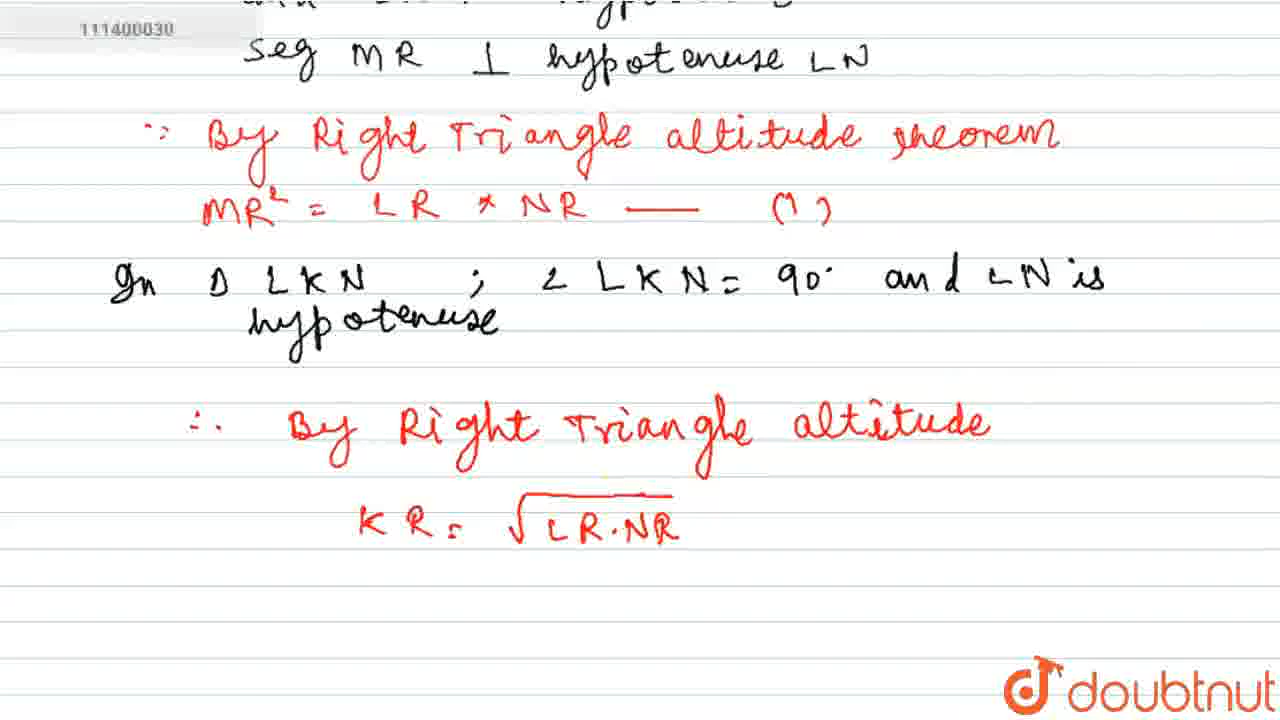 111400030
seg MR ⊥ hypotenuse LN
∵ By Right Triangle altitude theorem
MR² = LR × NR — (1)
In Δ LKN ; ∠ LKN = 90° and LN is
hypotenuse
∴ By Right Triangle altitude
KR = √LR·NR
doubtnut